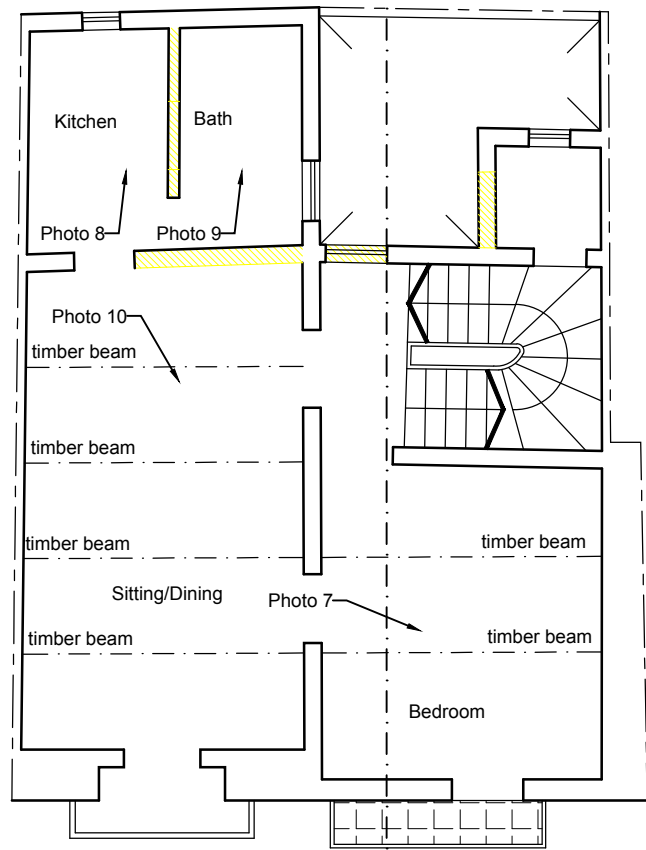 Kitchen
Bath
Photo 8
Photo 9
Photo 10
timber beam
timber beam
timber beam
timber beam
Sitting/Dining
Photo 7
timber beam
timber beam
Bedroom